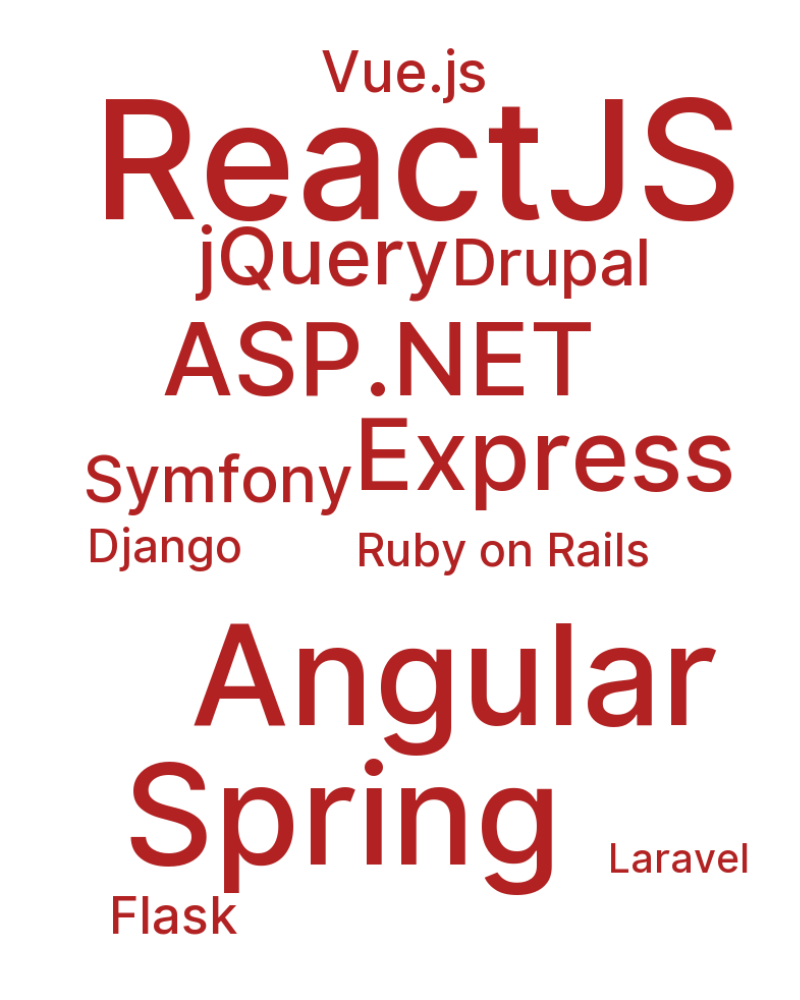 Vue.js
ReactJS
jQuery Drupal
ASP.NET
Express
Symfony
Django Ruby on Rails
Angular
Spring
Laravel
Flask